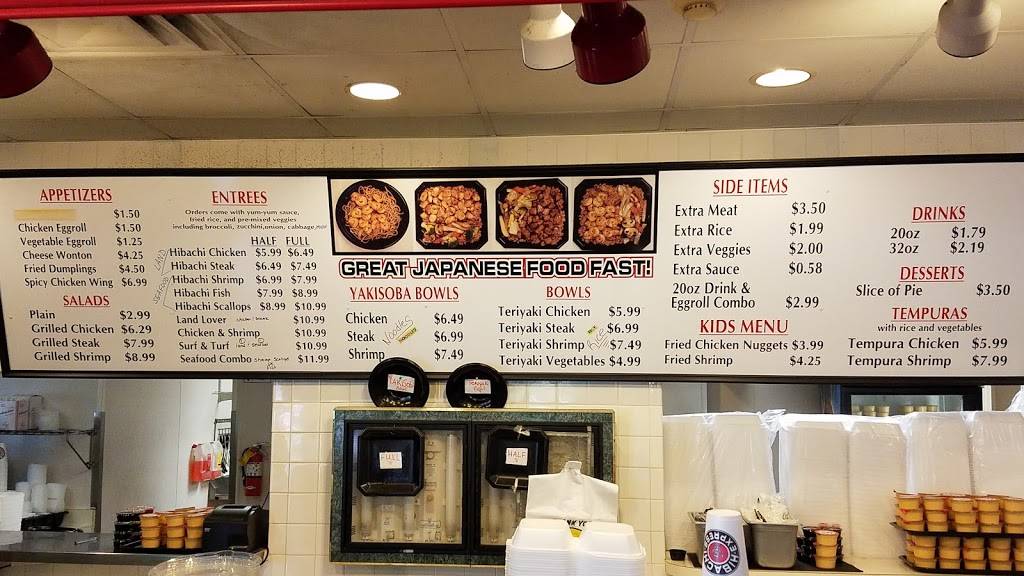 APPETIZERS
$1.50
Chicken Eggroll $1.50
Vegetable Eggroll $1.25
Cheese Wonton $4.25
Fried Dumplings $4.50
Spicy Chicken Wing $6.99
SALADS
Plain $2.99
Grilled Chicken $6.29
Grilled Steak $7.99
Grilled Shrimp $8.99
ENTREES
Orders come with yum-yum sauce,
fried rice, and pre-mixed veggies
including broccoli, zucchini,onion, cabbage,
HALF FULL
Hibachi Chicken $5.99 $6.49
Hibachi Steak $6.49 $7.49
Hibachi Shrimp $6.99 $7.99
Hibachi Fish $7.99 $8.99
Hibachi Scallops $8.99 $10.99
Land Lover $10.99
Chicken & Shrimp $10.99
Surf & Turf $10.99
Seafood Combo $11.99
LAND
SEAFOOD
GREAT JAPANESE FOOD FAST!
YAKISOBA BOWLS
Chicken $6.49
Steak $6.99
Shrimp $7.49
Noodles
BOWLS
Teriyaki Chicken $5.99
Teriyaki Steak $6.99
Teriyaki Shrimp $7.49
Teriyaki Vegetables $4.99
Rice
SIDE ITEMS
Extra Meat $3.50
Extra Rice $1.99
Extra Veggies $2.00
Extra Sauce $0.58
20oz Drink &
Eggroll Combo $2.99
KIDS MENU
Fried Chicken Nuggets $3.99
Fried Shrimp $4.25
DRINKS
20oz $1.79
32oz $2.19
DESSERTS
Slice of Pie $3.50
TEMPURAS
with rice and vegetables
Tempura Chicken $5.99
Tempura Shrimp $7.99
FULL
HALF
HIBACHI EXPRESS